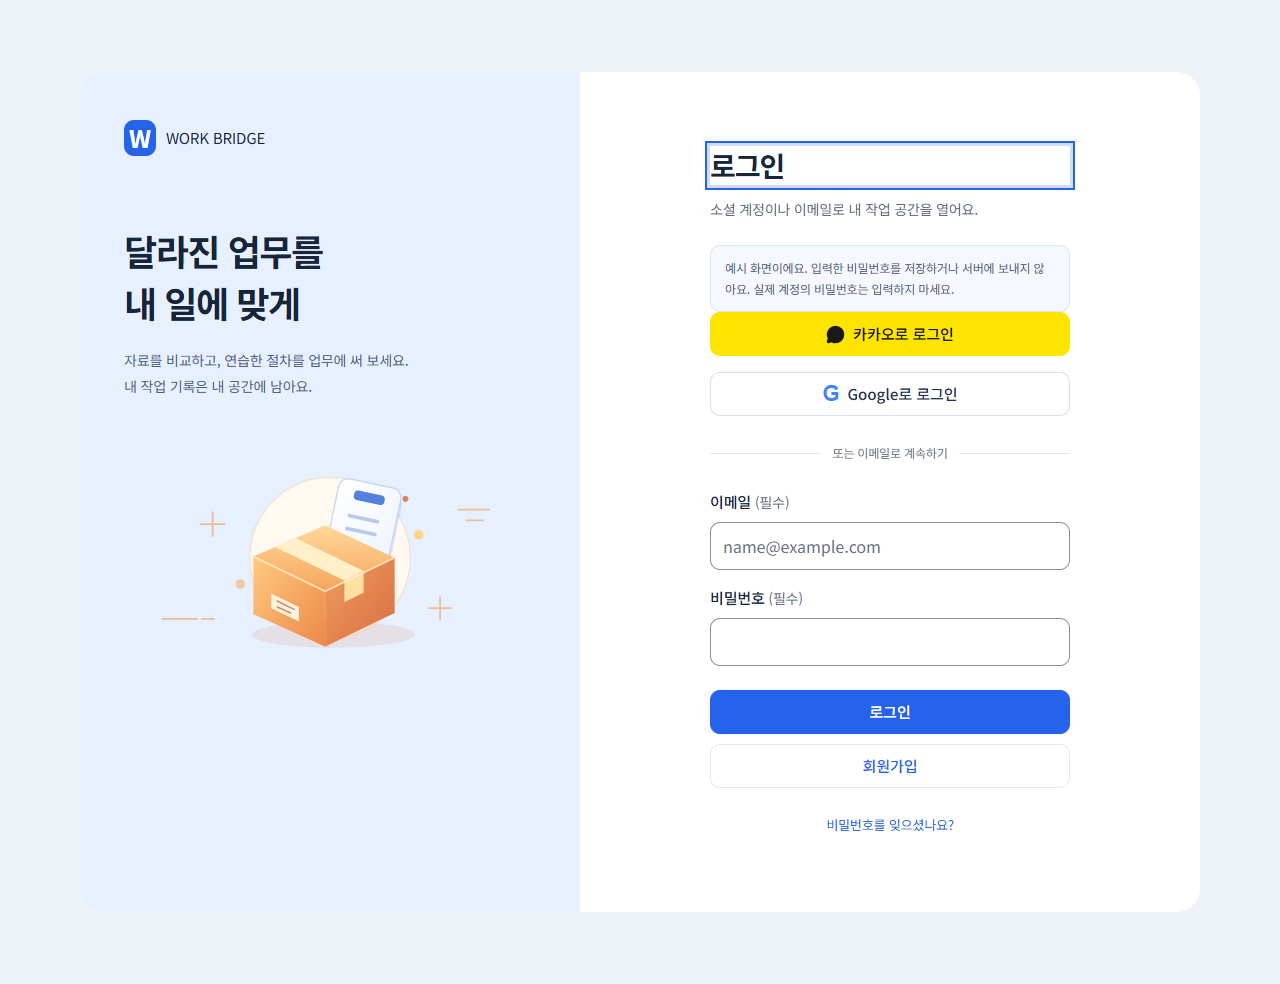 W WORK BRIDGE
달라진 업무를
내 일에 맞게
자료를 비교하고, 연습한 절차를 업무에 써 보세요.
내 작업 기록은 내 공간에 남아요.
로그인
소셜 계정이나 이메일로 내 작업 공간을 열어요.
예시 화면이에요. 입력한 비밀번호를 저장하거나 서버에 보내지 않
아요. 실제 계정의 비밀번호는 입력하지 마세요.
카카오로 로그인
G Google로 로그인
또는 이메일로 계속하기
이메일 (필수)
name@example.com
비밀번호 (필수)
로그인
회원가입
비밀번호를 잊으셨나요?